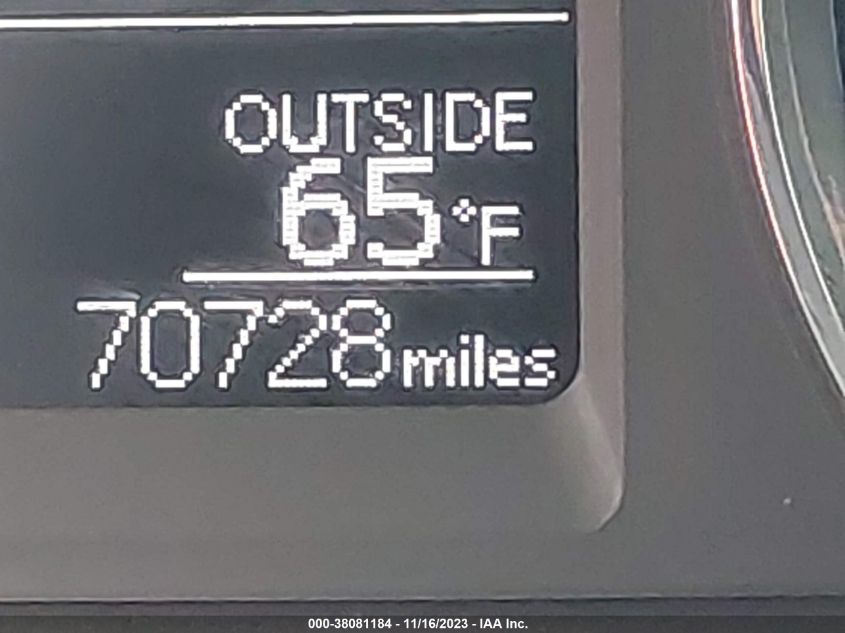 OUTSIDE
65°F
70728 miles
000-38081184 - 11/16/2023 - IAA Inc.